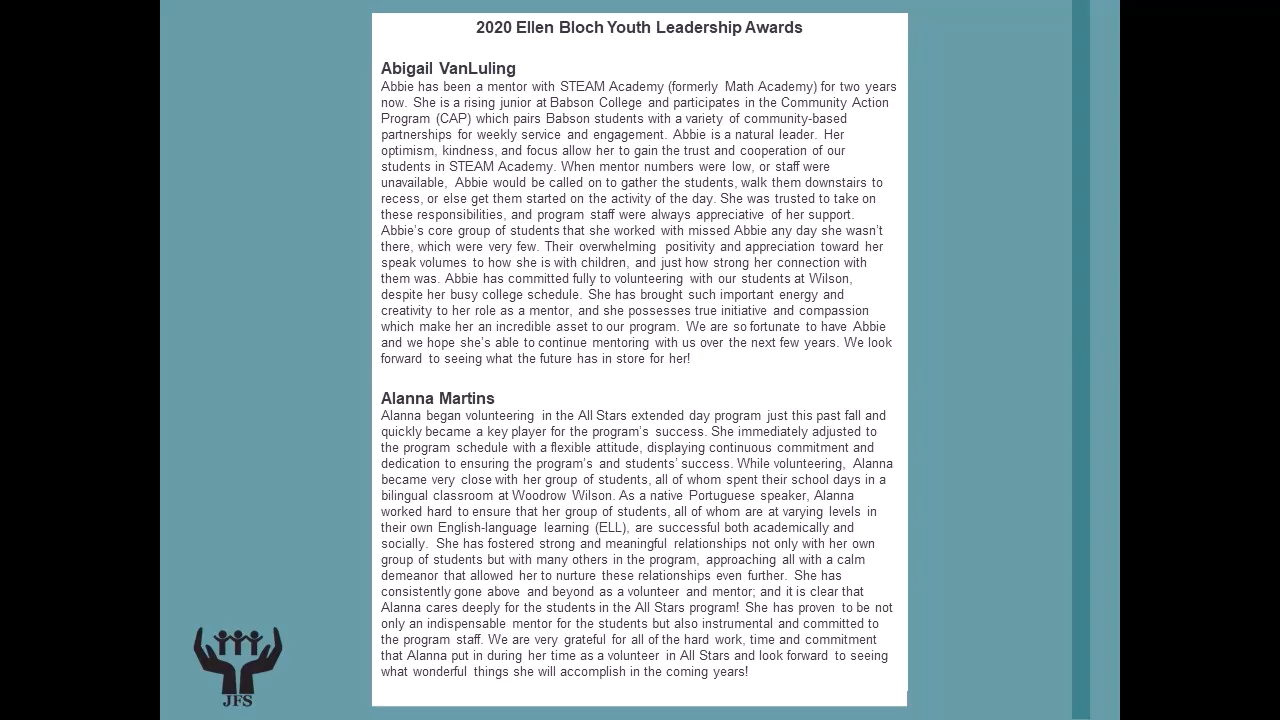 2020 Ellen Bloch Youth Leadership Awards
Abigail VanLuling
Abbie has been a mentor with STEAM Academy (formerly Math Academy) for two years
now. She is a rising junior at Babson College and participates in the Community Action
Program (CAP) which pairs Babson students with a variety of community-based
partnerships for weekly service and engagement. Abbie is a natural leader. Her
optimism, kindness, and focus allow her to gain the trust and cooperation of our
students in STEAM Academy. When mentor numbers were low, or staff were
unavailable, Abbie would be called on to gather the students, walk them downstairs to
recess, or else get them started on the activity of the day. She was trusted to take on
these responsibilities, and program staff were always appreciative of her support.
Abbie’s core group of students that she worked with missed Abbie any day she wasn’t
there, which were very few. Their overwhelming positivity and appreciation toward her
speak volumes to how she is with children, and just how strong her connection with
them was. Abbie has committed fully to volunteering with our students at Wilson,
despite her busy college schedule. She has brought such important energy and
creativity to her role as a mentor, and she possesses true initiative and compassion
which make her an incredible asset to our program. We are so fortunate to have Abbie
and we hope she’s able to continue mentoring with us over the next few years. We look
forward to seeing what the future has in store for her!
Alanna Martins
Alanna began volunteering in the All Stars extended day program just this past fall and
quickly became a key player for the program’s success. She immediately adjusted to
the program schedule with a flexible attitude, displaying continuous commitment and
dedication to ensuring the program’s and students’ success. While volunteering, Alanna
became very close with her group of students, all of whom spent their school days in a
bilingual classroom at Woodrow Wilson. As a native Portuguese speaker, Alanna
worked hard to ensure that her group of students, all of whom are at varying levels in
their own English-language learning (ELL), are successful both academically and
socially. She has fostered strong and meaningful relationships not only with her own
group of students but with many others in the program, approaching all with a calm
demeanor that allowed her to nurture these relationships even further. She has
consistently gone above and beyond as a volunteer and mentor; and it is clear that
Alanna cares deeply for the students in the All Stars program! She has proven to be not
only an indispensable mentor for the students but also instrumental and committed to
the program staff. We are very grateful for all of the hard work, time and commitment
that Alanna put in during her time as a volunteer in All Stars and look forward to seeing
what wonderful things she will accomplish in the coming years!
JFS